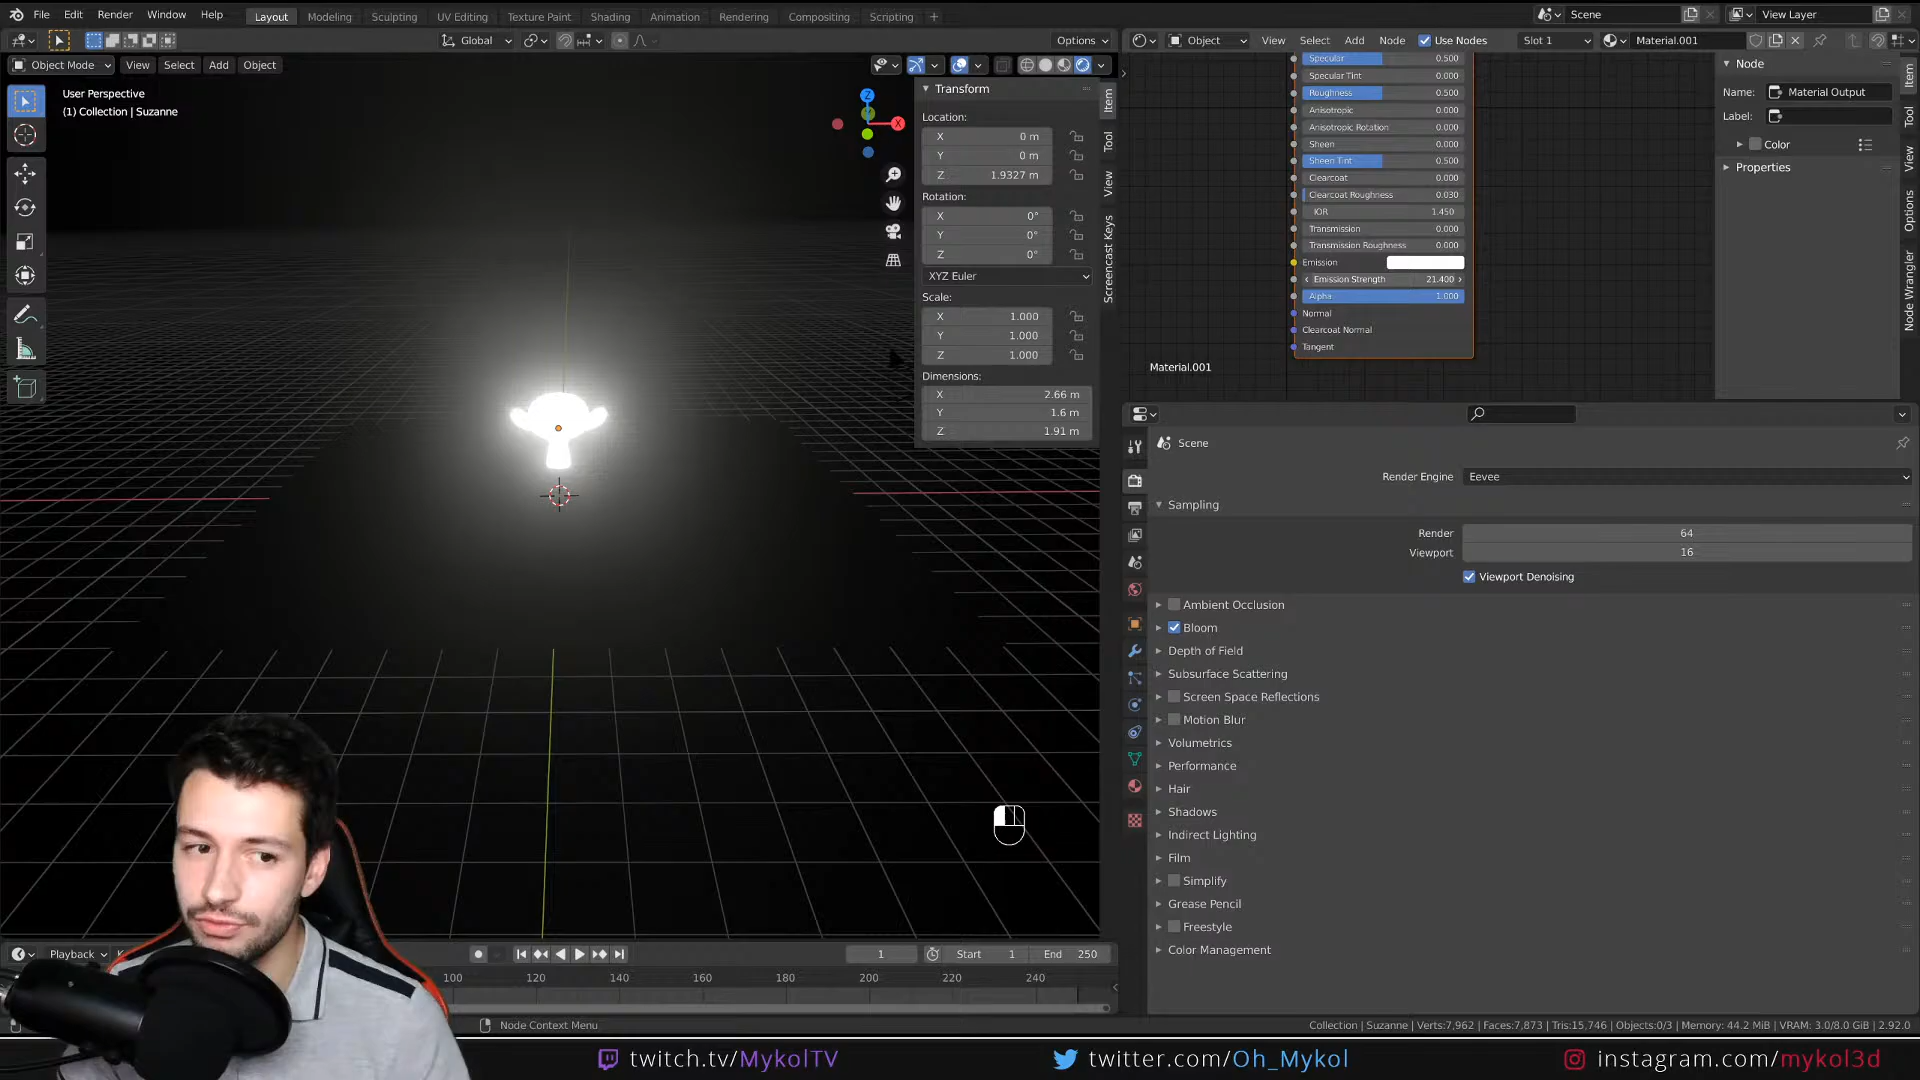 File Edit Render Window Help Layout Modeling Sculpting UV Editing Texture Paint Shading Animation Rendering Compositing Scripting + Scene View Layer
Global Options
Object View Select Add Node Use Nodes Slot 1 Material.001
Object Mode View Select Add Object
User Perspective
(1) Collection | Suzanne
Z
X
Transform
Location:
X 0 m
Y 0 m
Z 1.9327 m
Rotation:
X 0°
Y 0°
Z 0°
XYZ Euler
Scale:
X 1.000
Y 1.000
Z 1.000
Dimensions:
X 2.66 m
Y 1.6 m
Z 1.91 m
Item
Tool
View
Screencast Keys
Specular 0.500
Specular Tint 0.000
Roughness 0.500
Anisotropic 0.000
Anisotropic Rotation 0.000
Sheen 0.000
Sheen Tint 0.500
Clearcoat 0.000
Clearcoat Roughness 0.030
IOR 1.450
Transmission 0.000
Transmission Roughness 0.000
Emission
Emission Strength 21.400
Alpha 1.000
Normal
Clearcoat Normal
Tangent
Material.001
Node
Name: Material Output
Label:
Color
Properties
Item
Tool
View
Options
Node Wrangler
Scene
Render Engine Eevee
Sampling
Render 64
Viewport 16
Viewport Denoising
Ambient Occlusion
Bloom
Depth of Field
Subsurface Scattering
Screen Space Reflections
Motion Blur
Volumetrics
Performance
Hair
Shadows
Indirect Lighting
Film
Simplify
Grease Pencil
Freestyle
Color Management
Playback 1 Start 1 End 250
100 120 140 160 180 200 220 240
Node Context Menu
Collection | Suzanne | Verts:7,962 | Faces:7,873 | Tris:15,746 | Objects:0/3 | Memory: 44.2 MiB | VRAM: 3.0/8.0 GiB | 2.92.0
twitch.tv/MykolTV twitter.com/Oh_Mykol instagram.com/mykol3d